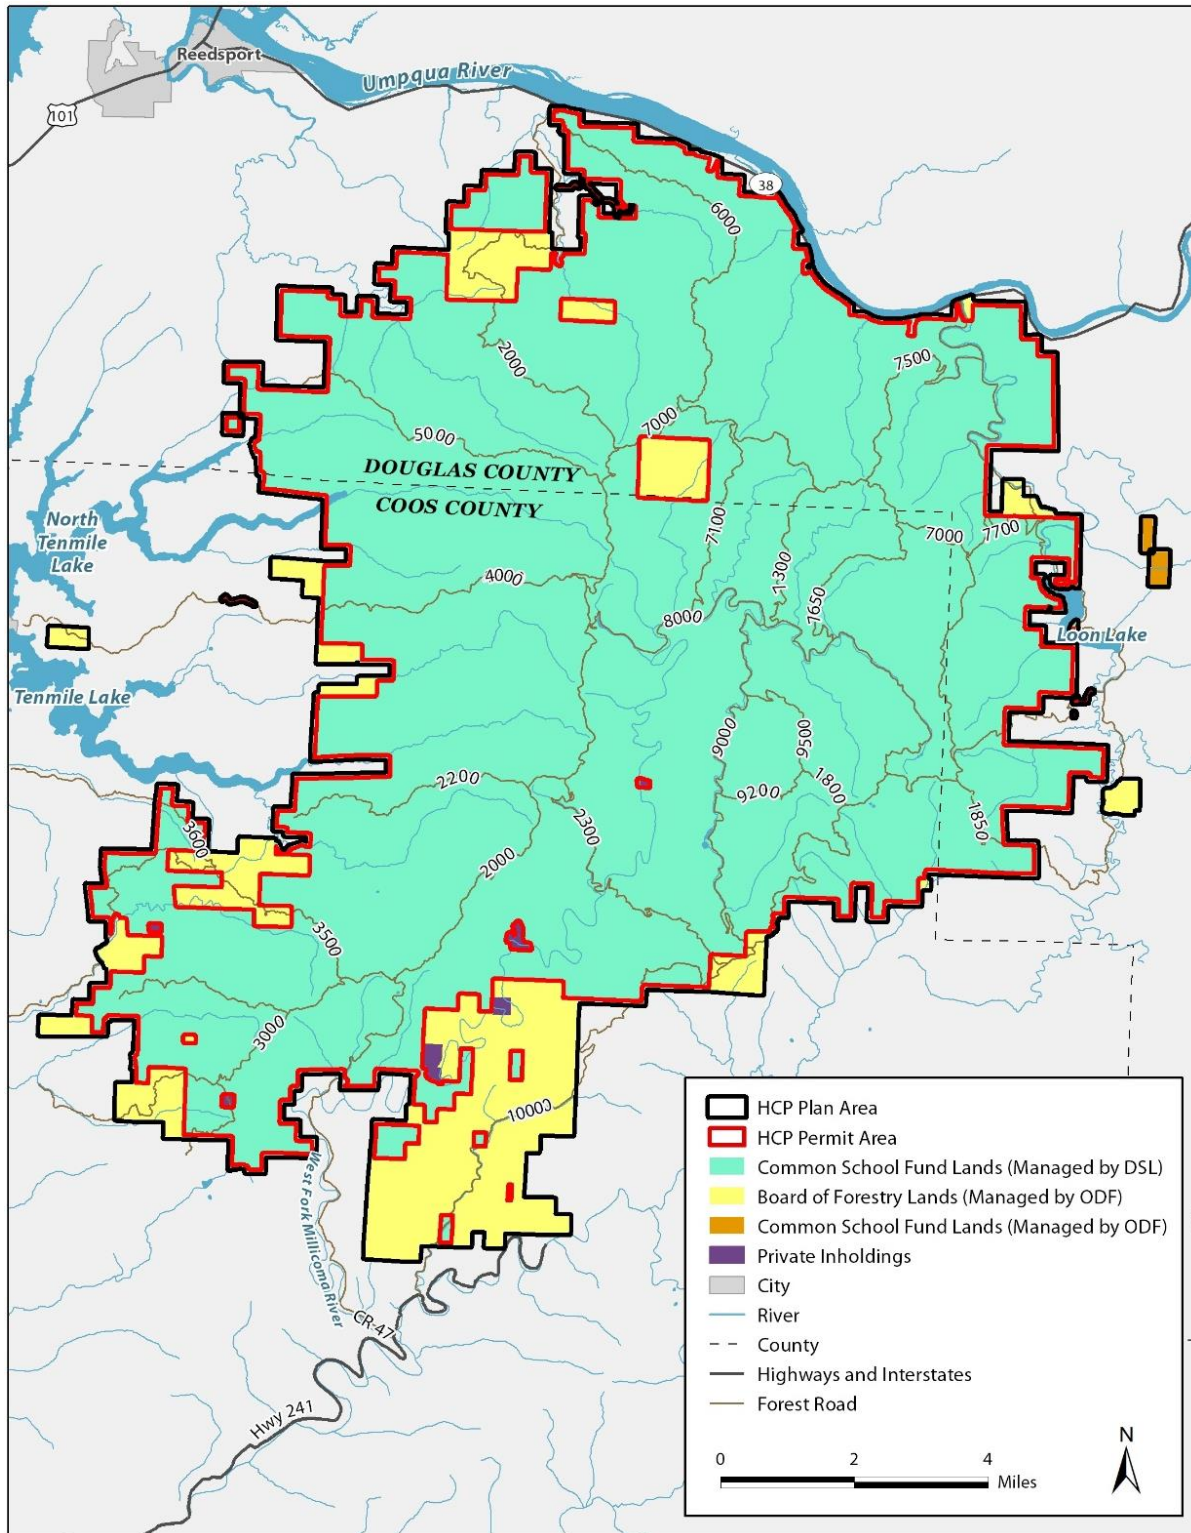 Reedsport
Umpqua River
101
38
6000
2000
7500
5000
7000
DOUGLAS COUNTY
COOS COUNTY
North
Tenmile
Lake
7100
7000
7700
4000
7300
7650
8000
Loon Lake
Tenmile Lake
9000
9500
2200
9200
1800
1850
2300
3600
2000
3500
3000
10000
West Fork Millicoma River
CR-47
Hwy 241
HCP Plan Area
HCP Permit Area
Common School Fund Lands (Managed by DSL)
Board of Forestry Lands (Managed by ODF)
Common School Fund Lands (Managed by ODF)
Private Inholdings
City
River
County
Highways and Interstates
Forest Road
N
0 2 4
Miles